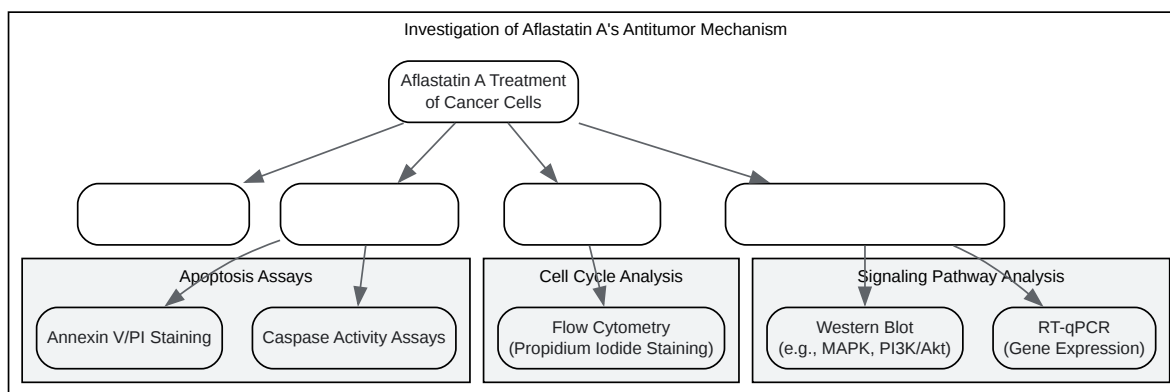 Investigation of Aflastatin A's Antitumor Mechanism
Aflastatin A Treatment
of Cancer Cells
Apoptosis Assays
Cell Cycle Analysis
Signaling Pathway Analysis
Annexin V/PI Staining
Caspase Activity Assays
Flow Cytometry
(Propidium Iodide Staining)
Western Blot
(e.g., MAPK, PI3K/Akt)
RT-qPCR
(Gene Expression)